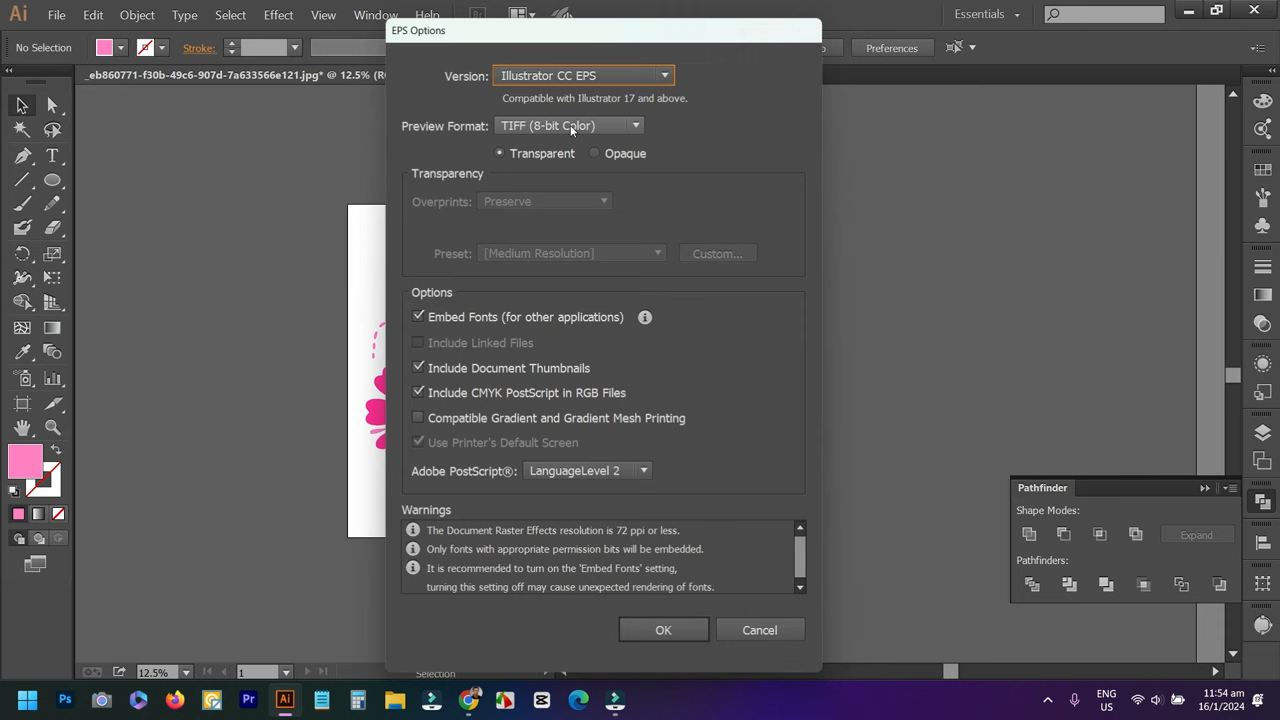 Ai File Edit Object Type Select Effect View Window Help
Essentials
No Selection
Stroke:
Preferences
EPS Options
_eb860771-f30b-49c6-907d-d71655c32f6e121.jpg* @ 12.5%
Version: Illustrator CC EPS
Compatible with Illustrator 17 and above.
Preview Format: TIFF (8-bit Color)
Transparent Opaque
Transparency
Overprints: Preserve
Preset: [Medium Resolution] Custom...
Options
Embed Fonts (for other applications)
Include Linked Files
Include Document Thumbnails
Include CMYK PostScript in RGB Files
Compatible Gradient and Gradient Mesh Printing
Use Printer's Default Screen
Adobe PostScript®: LanguageLevel 2
Warnings
The Document Raster Effects resolution is 72 ppi or less.
Only fonts with appropriate permission bits will be embedded.
It is recommended to turn on the 'Embed Fonts' setting,
turning this setting off may cause unexpected rendering of fonts.
OK Cancel
Pathfinder
Shape Modes:
Expand
Pathfinders:
12.5% 1 Selection
Ps Pr Ai
ENG
US
11:54 am
16/1/2024